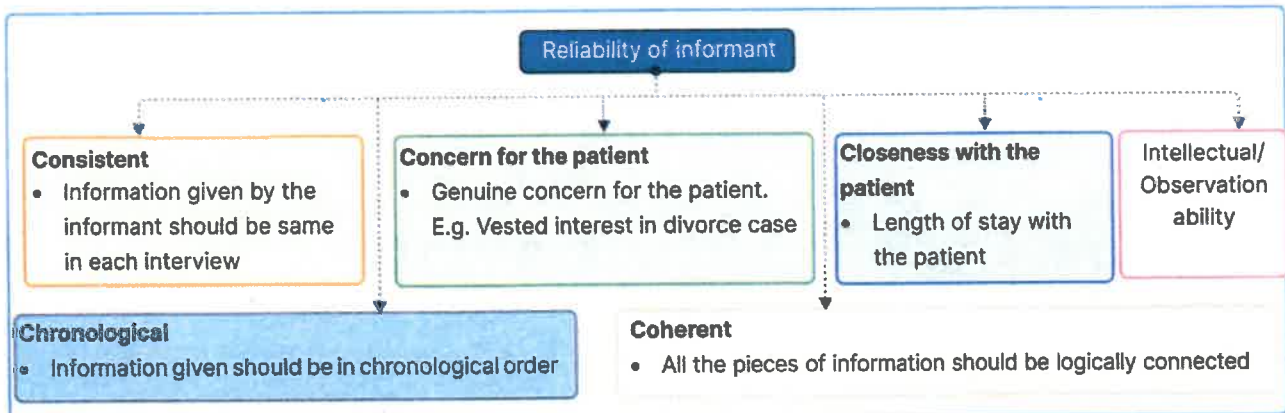 Reliability of informant
Consistent
• Information given by the
informant should be same
in each interview
Concern for the patient
• Genuine concern for the patient.
E.g. Vested interest in divorce case
Closeness with the
patient
• Length of stay with
the patient
Intellectual/
Observation
ability
Chronological
• Information given should be in chronological order
Coherent
• All the pieces of information should be logically connected